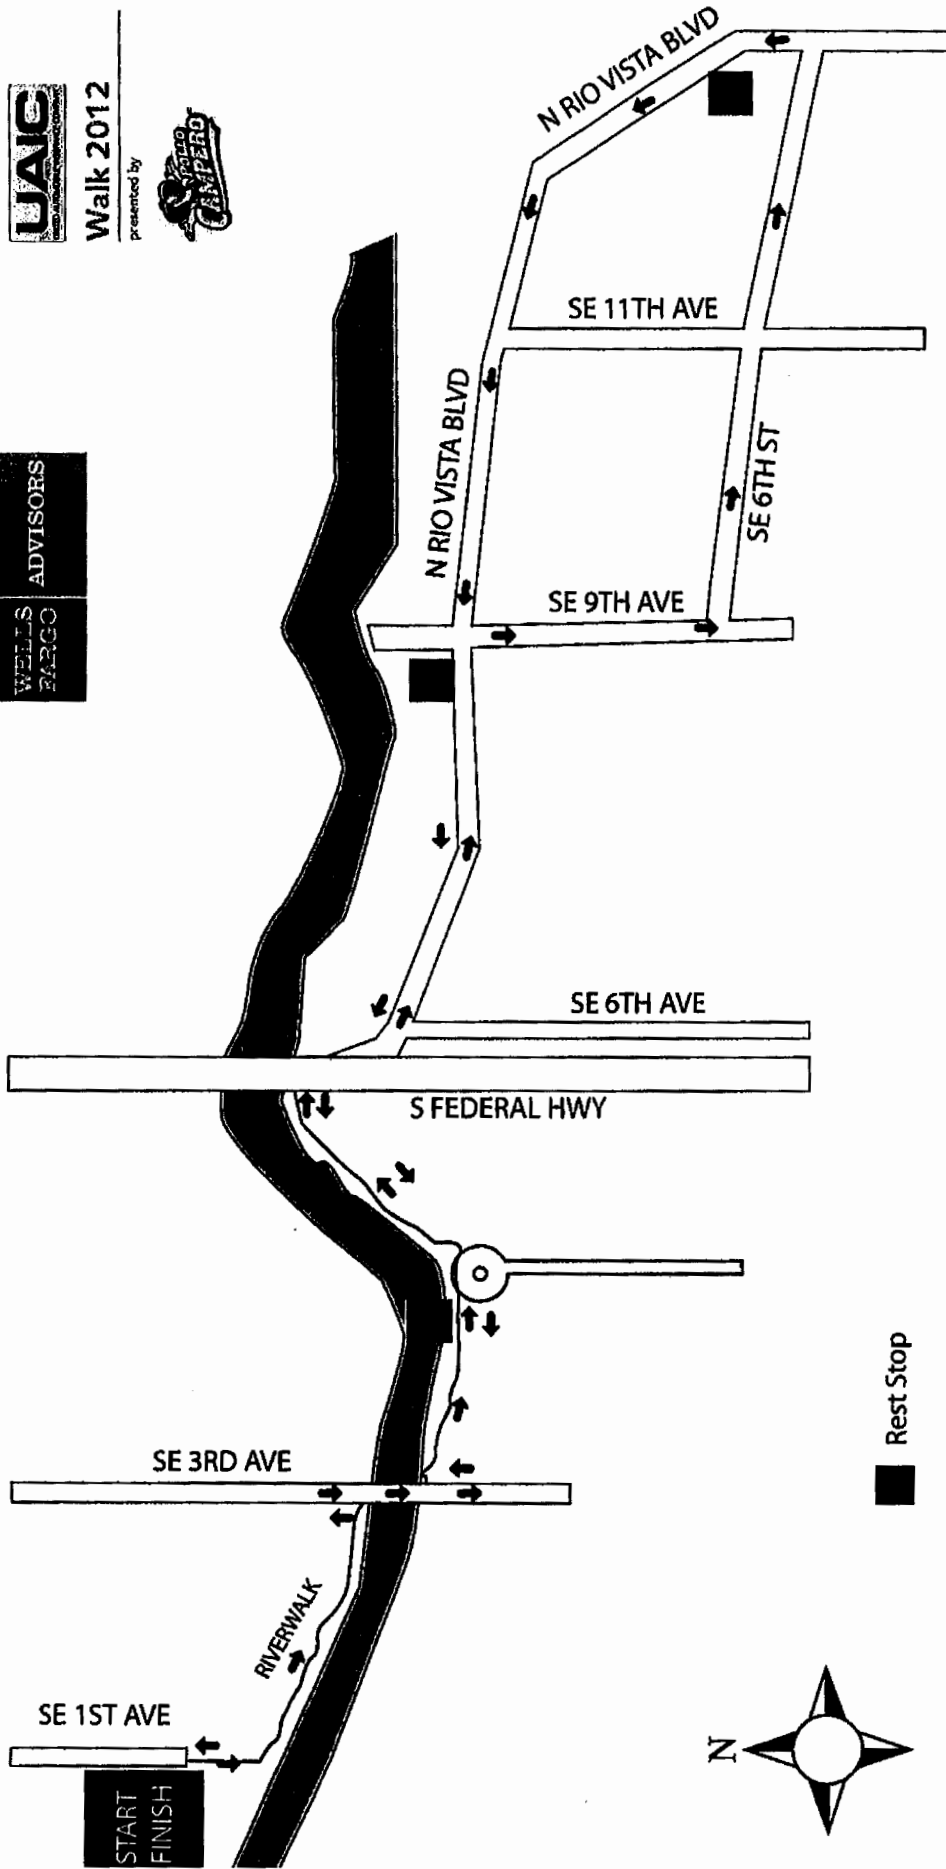 WELLS
FARGO
ADVISORS
UAIC
Walk 2012
presented by
POLLO
CAMPERO
START
FINISH
SE 1ST AVE
RIVERWALK
SE 3RD AVE
S FEDERAL HWY
SE 6TH AVE
N RIO VISTA BLVD
SE 9TH AVE
SE 11TH AVE
N RIO VISTA BLVD
SE 6TH ST
N
Rest Stop